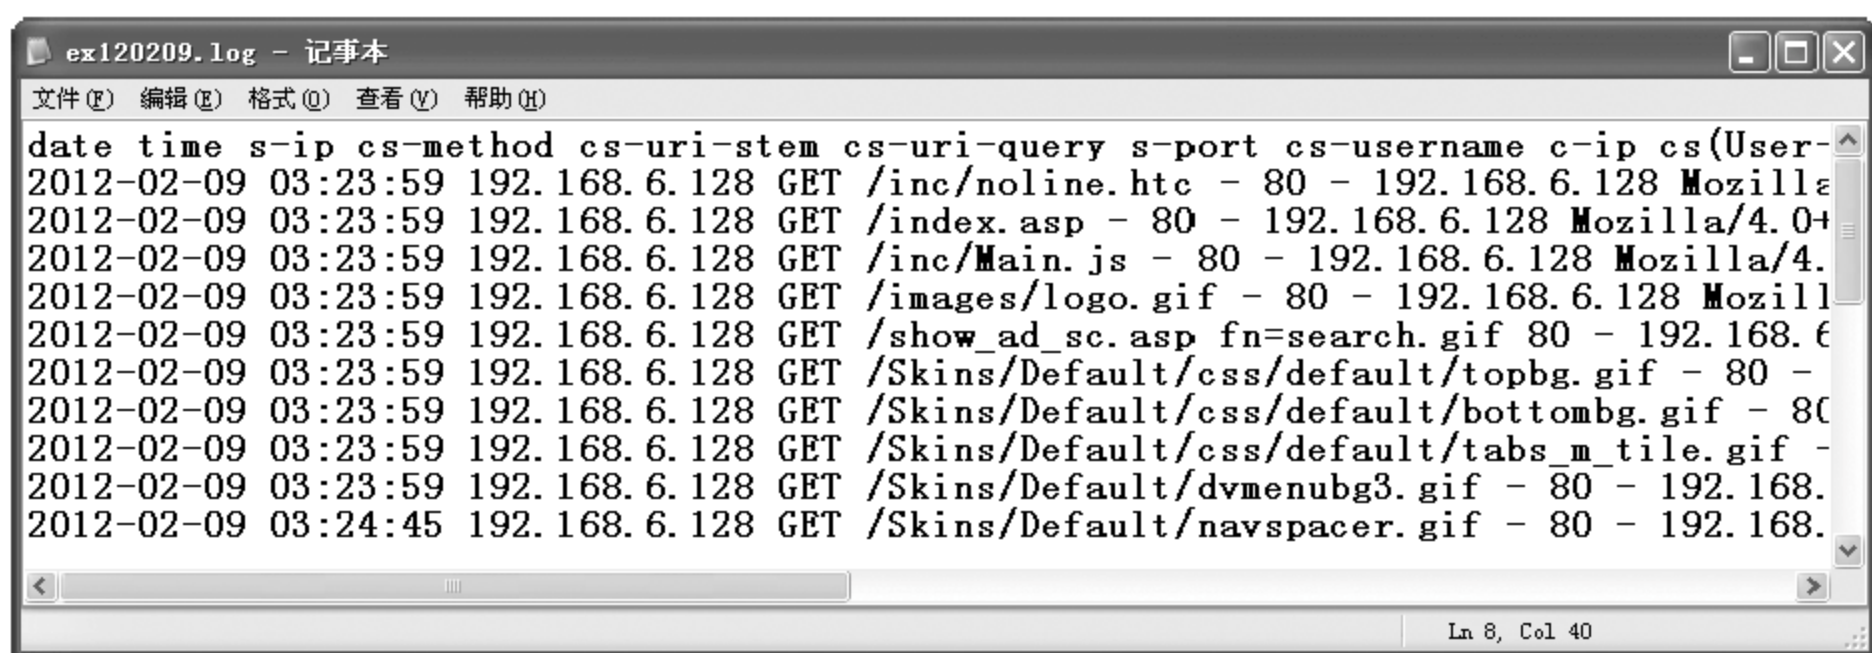 ex120209.log - 记事本
文件(F) 编辑(E) 格式(O) 查看(V) 帮助(H)
date time s-ip cs-method cs-uri-stem cs-uri-query s-port cs-username c-ip cs(User-
2012-02-09 03:23:59 192.168.6.128 GET /inc/noline.htc - 80 - 192.168.6.128 Mozilla
2012-02-09 03:23:59 192.168.6.128 GET /index.asp - 80 - 192.168.6.128 Mozilla/4.0+
2012-02-09 03:23:59 192.168.6.128 GET /inc/Main.js - 80 - 192.168.6.128 Mozilla/4.
2012-02-09 03:23:59 192.168.6.128 GET /images/logo.gif - 80 - 192.168.6.128 Mozill
2012-02-09 03:23:59 192.168.6.128 GET /show_ad_sc.asp fn=search.gif 80 - 192.168.6
2012-02-09 03:23:59 192.168.6.128 GET /Skins/Default/css/default/topbg.gif - 80 -
2012-02-09 03:23:59 192.168.6.128 GET /Skins/Default/css/default/bottombg.gif - 80
2012-02-09 03:23:59 192.168.6.128 GET /Skins/Default/css/default/tabs_m_tile.gif -
2012-02-09 03:23:59 192.168.6.128 GET /Skins/Default/dvmenubg3.gif - 80 - 192.168.
2012-02-09 03:24:45 192.168.6.128 GET /Skins/Default/navspacer.gif - 80 - 192.168.
Ln 8, Col 40